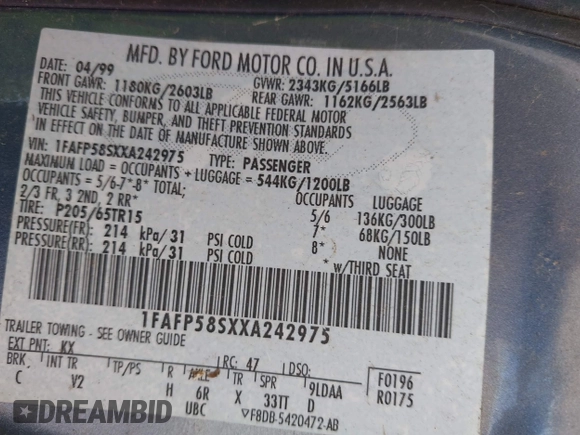 MFD. BY FORD MOTOR CO. IN U.S.A.
DATE: 04/99 GVWR: 2343KG/5166LB
FRONT GAWR: 1180KG/2603LB REAR GAWR: 1162KG/2563LB
THIS VEHICLE CONFORMS TO ALL APPLICABLE FEDERAL MOTOR
VEHICLE SAFETY, BUMPER, AND THEFT PREVENTION STANDARDS
IN EFFECT ON THE DATE OF MANUFACTURE SHOWN ABOVE.
VIN: 1FAFP58SXXA242975 TYPE: PASSENGER
MAXIMUM LOAD = OCCUPANTS + LUGGAGE = 544KG/1200LB
OCCUPANTS = 5/6-7*-8* TOTAL; OCCUPANTS LUGGAGE
2/3 FR, 3 2ND, 2 RR* 5/6 136KG/300LB
TIRE: P205/65TR15 7* 68KG/150LB
PRESSURE(FR): 214 kPa/31 PSI COLD 8* NONE
PRESSURE(RR): 214 kPa/31 PSI COLD * w/THIRD SEAT
1FAFP58SXXA242975
TRAILER TOWING - SEE OWNER GUIDE
EXT PNT: KX RC: 47 DSO:
BRK INT TR TP/PS R AXLE TR SPR 9LDAA F0196
C V2 H 6R X 33TT D R0175
UBC VF8DB-5420472-AB
© COPYRIGHT BIDCARS